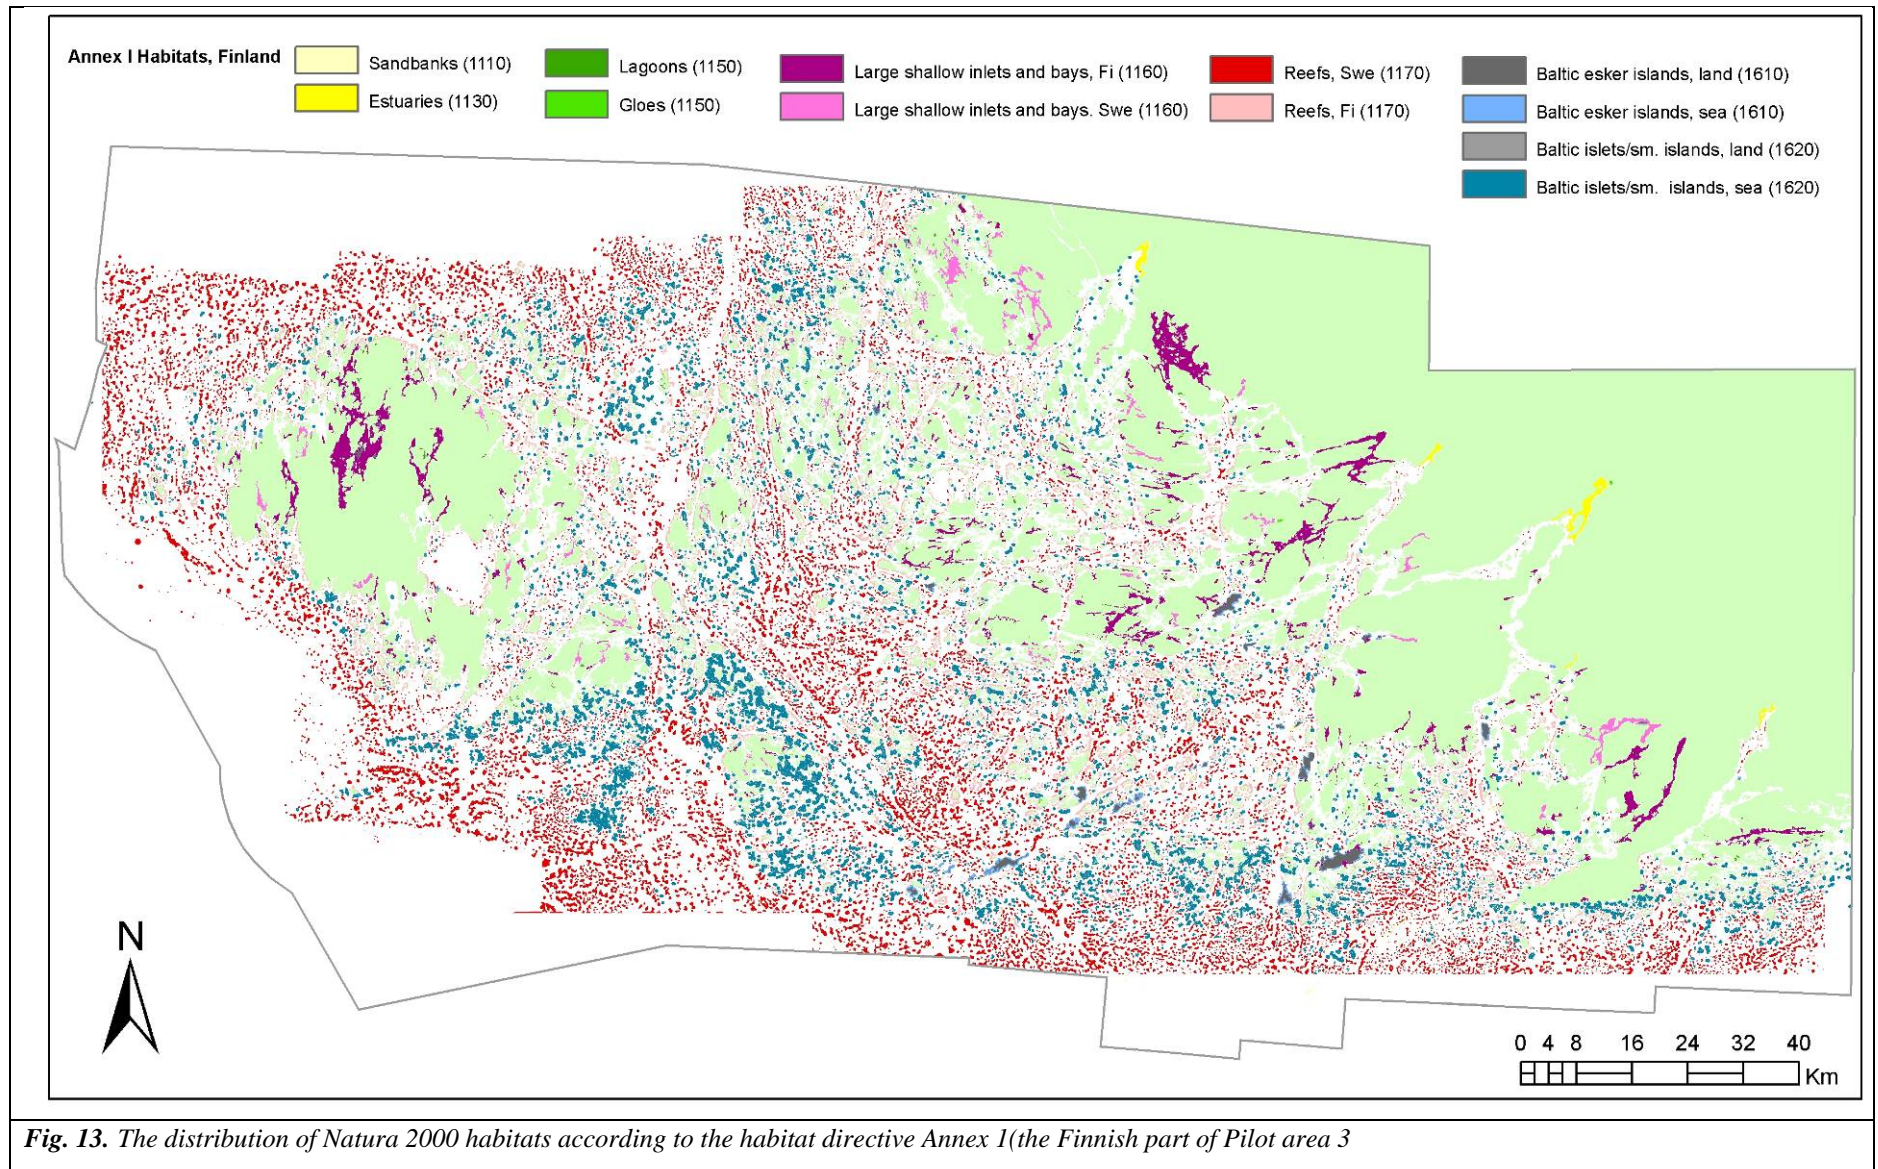 Annex I Habitats, Finland
Sandbanks (1110)
Estuaries (1130)
Lagoons (1150)
Gloes (1150)
Large shallow inlets and bays, Fi (1160)
Large shallow inlets and bays. Swe (1160)
Reefs, Swe (1170)
Reefs, Fi (1170)
Baltic esker islands, land (1610)
Baltic esker islands, sea (1610)
Baltic islets/sm. islands, land (1620)
Baltic islets/sm. islands, sea (1620)
N
0 4 8 16 24 32 40
Km
Fig. 13. The distribution of Natura 2000 habitats according to the habitat directive Annex 1(the Finnish part of Pilot area 3